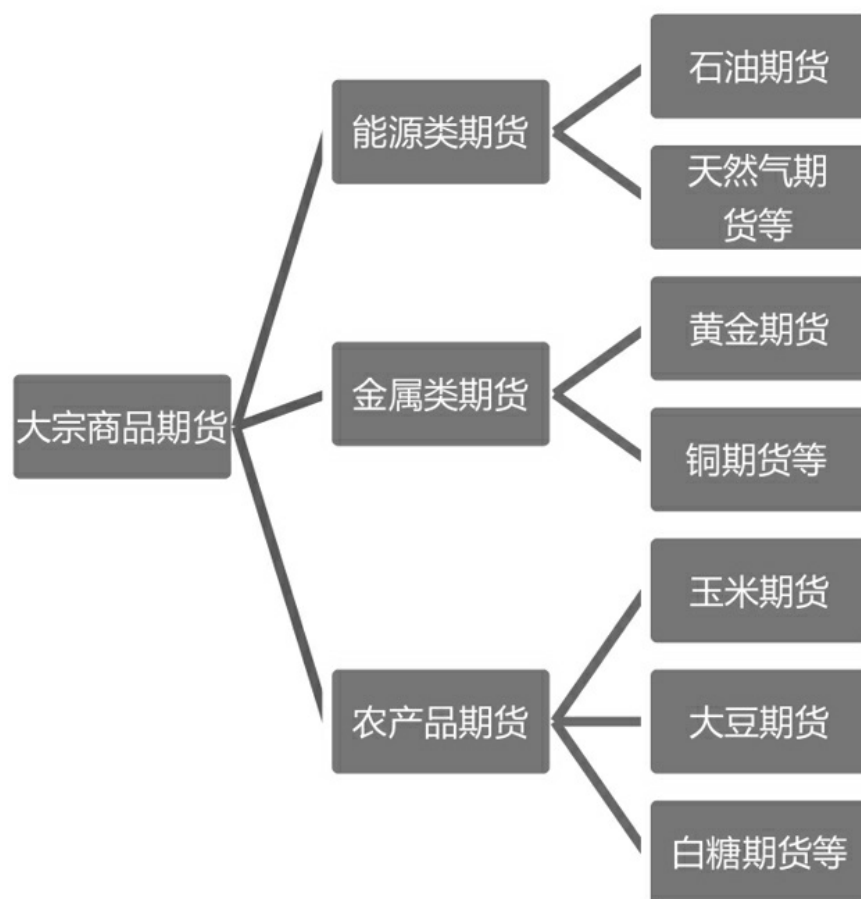 大宗商品期货
能源类期货
石油期货
天然气期
货等
金属类期货
黄金期货
铜期货等
农产品期货
玉米期货
大豆期货
白糖期货等